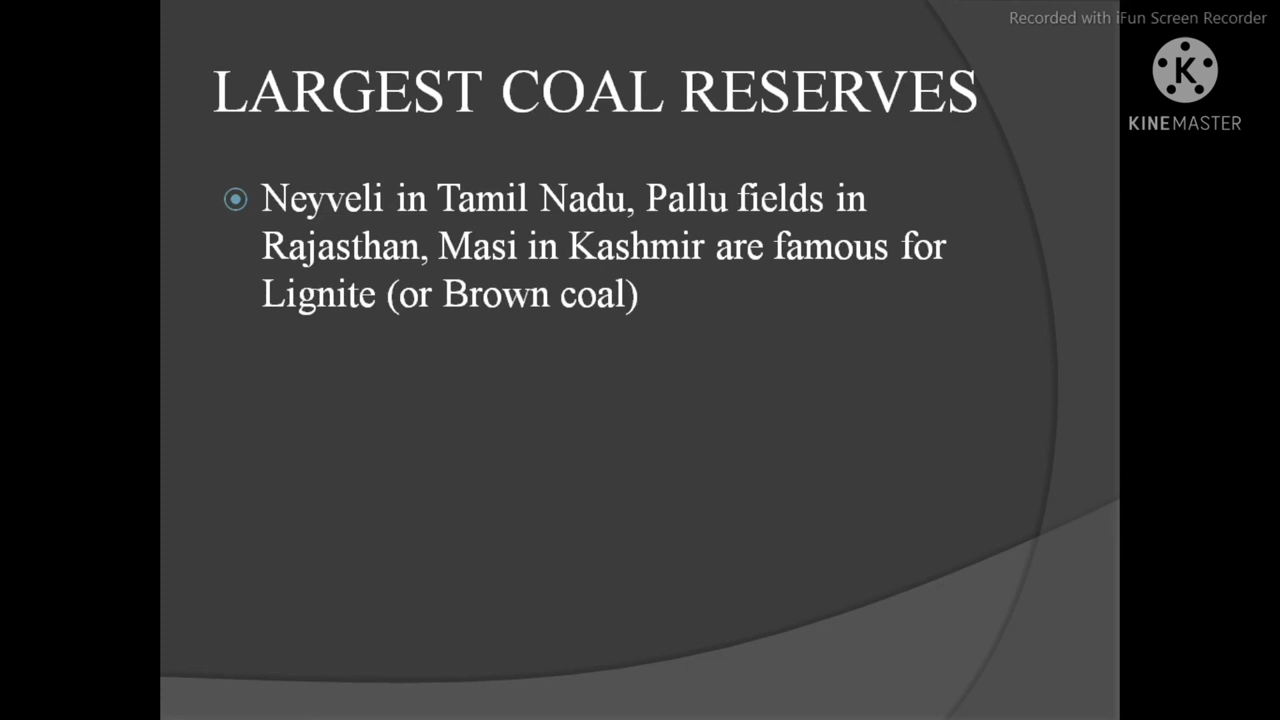 Recorded with iFun Screen Recorder
K
KINEMASTER
LARGEST COAL RESERVES
Neyveli in Tamil Nadu, Pallu fields in
Rajasthan, Masi in Kashmir are famous for
Lignite (or Brown coal)